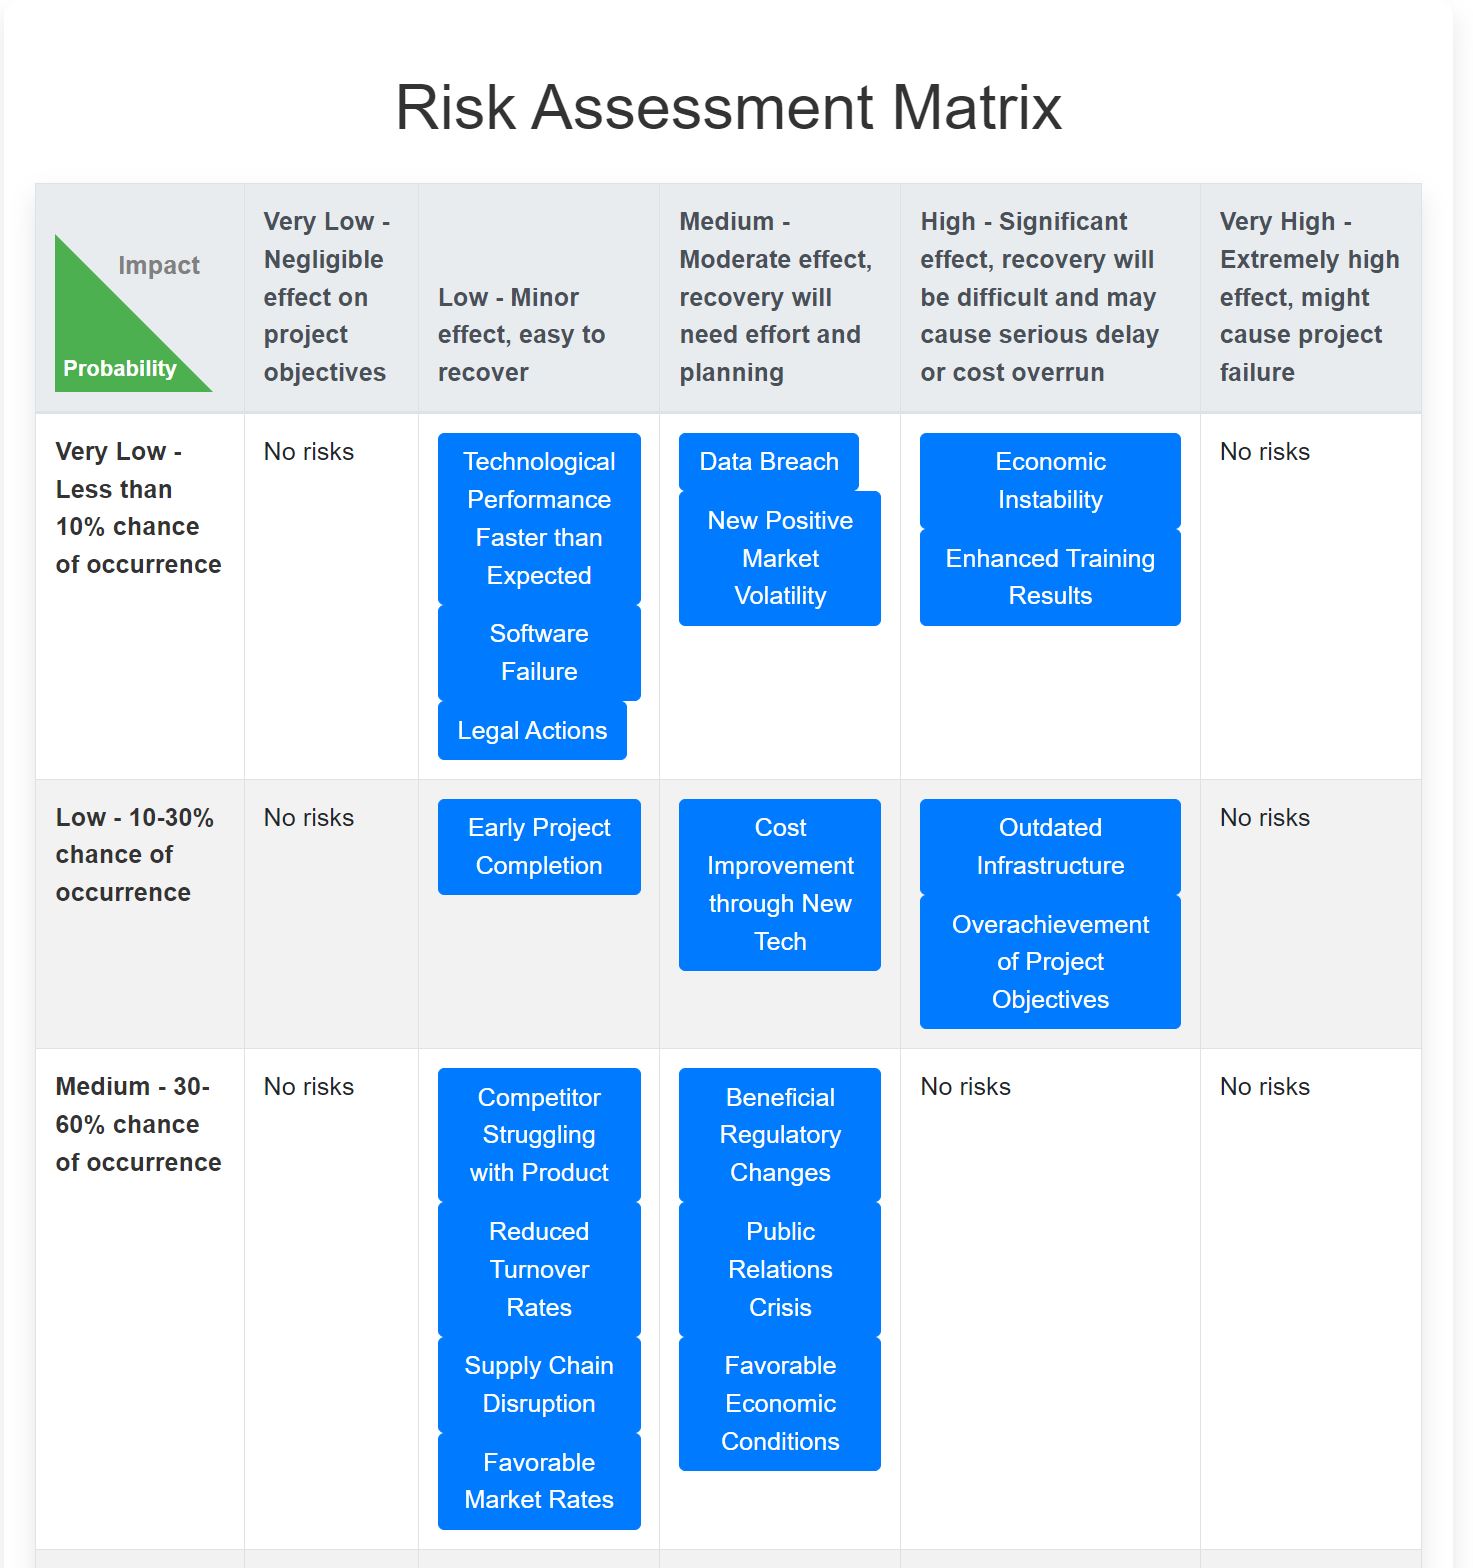 Risk Assessment Matrix
Impact
Probability
Very Low -
Negligible
effect on
project
objectives
Low - Minor
effect, easy to
recover
Medium -
Moderate effect,
recovery will
need effort and
planning
High - Significant
effect, recovery will
be difficult and may
cause serious delay
or cost overrun
Very High -
Extremely high
effect, might
cause project
failure
Very Low -
Less than
10% chance
of occurrence
No risks
Technological
Performance
Faster than
Expected
Software
Failure
Legal Actions
Data Breach
New Positive
Market
Volatility
Economic
Instability
Enhanced Training
Results
No risks
Low - 10-30%
chance of
occurrence
No risks
Early Project
Completion
Cost
Improvement
through New
Tech
Outdated
Infrastructure
Overachievement
of Project
Objectives
No risks
Medium - 30-
60% chance
of occurrence
No risks
Competitor
Struggling
with Product
Reduced
Turnover
Rates
Supply Chain
Disruption
Favorable
Market Rates
Beneficial
Regulatory
Changes
Public
Relations
Crisis
Favorable
Economic
Conditions
No risks
No risks